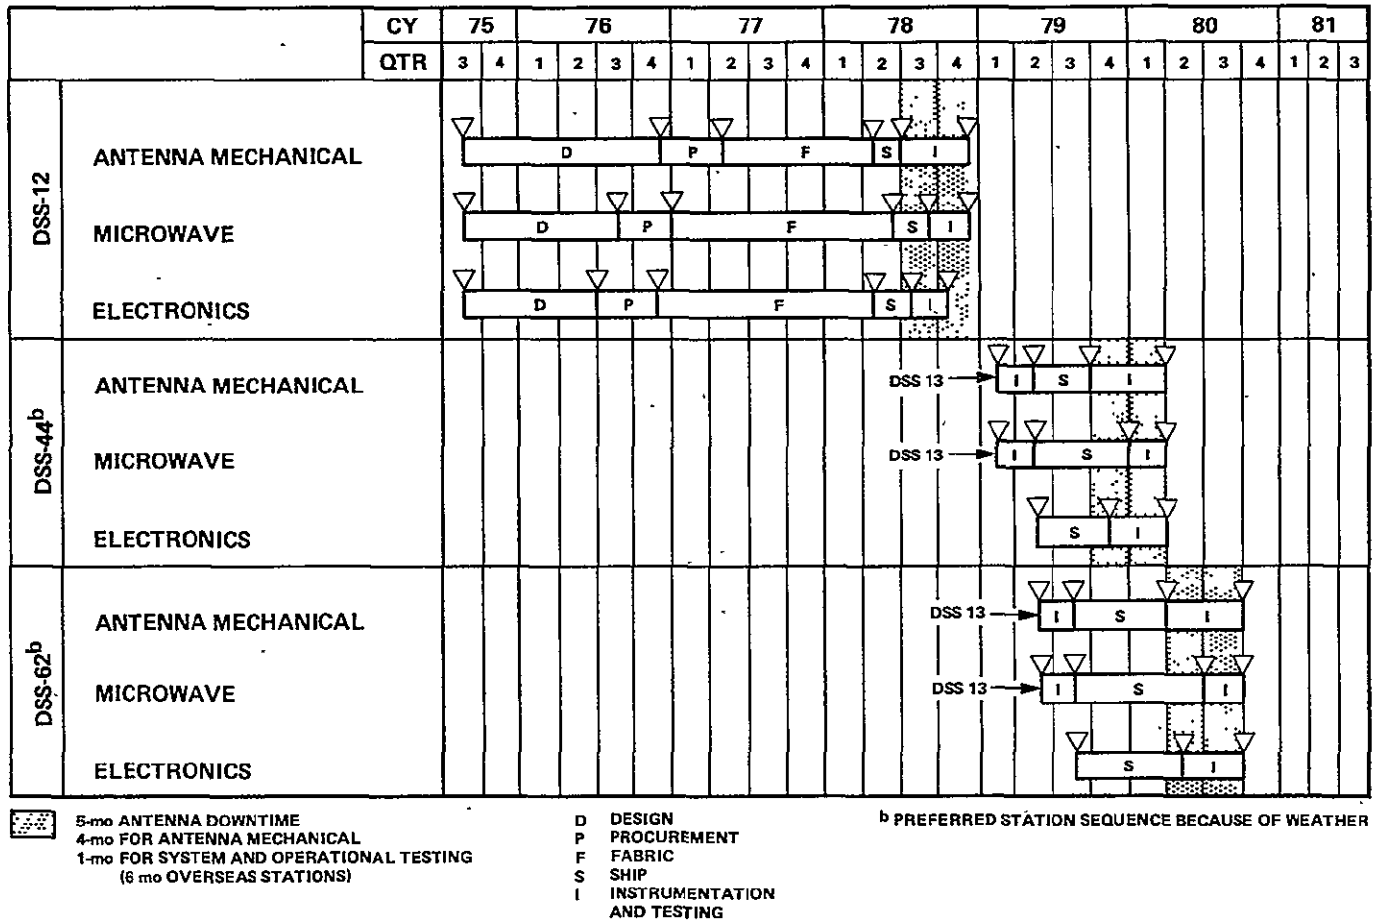 CY 75 76 77 78 79 80 81
QTR 3 4 1 2 3 4 1 2 3 4 1 2 3 4 1 2 3 4 1 2 3 4 1 2 3
DSS-12
ANTENNA MECHANICAL D P F S I
MICROWAVE D P F S I
ELECTRONICS D P F S I
DSS-44b
ANTENNA MECHANICAL DSS 13 I S I
MICROWAVE DSS 13 I S I
ELECTRONICS S I
DSS-62b
ANTENNA MECHANICAL DSS 13 I S I
MICROWAVE DSS 13 I S I
ELECTRONICS S I
5-mo ANTENNA DOWNTIME
4-mo FOR ANTENNA MECHANICAL
1-mo FOR SYSTEM AND OPERATIONAL TESTING
(6 mo OVERSEAS STATIONS)
D DESIGN
P PROCUREMENT
F FABRIC
S SHIP
I INSTRUMENTATION
AND TESTING
b PREFERRED STATION SEQUENCE BECAUSE OF WEATHER